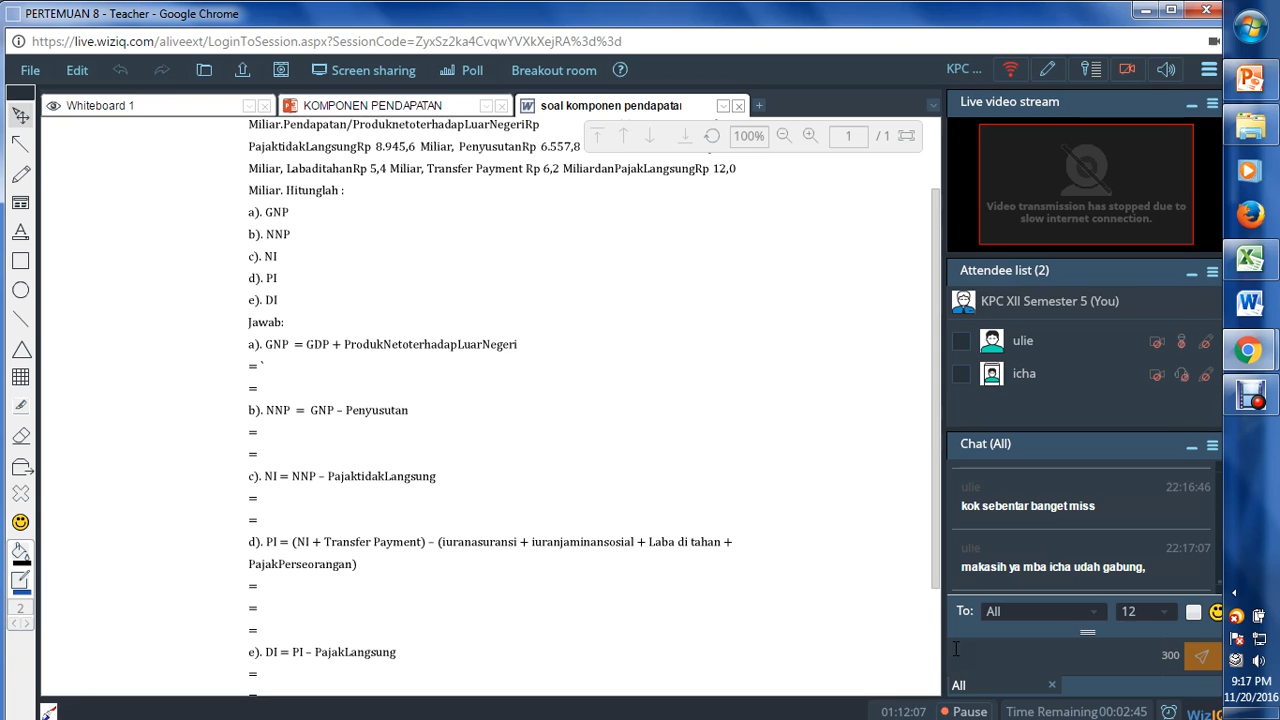 PERTEMUAN 8 - Teacher - Google Chrome
https://live.wiziq.com/aliveext/LoginToSession.aspx?SessionCode=ZyxSz2ka4CvqwYVXkXejRA%3d%3d
File Edit Screen sharing Poll Breakout room KPC ...
Whiteboard 1 KOMPONEN PENDAPATAN soal komponen pendapatan
100% 1 / 1
Miliar.Pendapatan/ProduknetoterhadapLuarNegeriRp
PajaktidakLangsungRp 8.945,6 Miliar, PenyusutanRp 6.557,8
Miliar, LabaditahanRp 5,4 Miliar, Transfer Payment Rp 6,2 MiliardanPajakLangsungRp 12,0
Miliar. Hitunglah :
a). GNP
b). NNP
c). NI
d). PI
e). DI
Jawab:
a). GNP = GDP + ProdukNetoterhadapLuarNegeri
= `
=
b). NNP = GNP – Penyusutan
=
=
c). NI = NNP – PajaktidakLangsung
=
=
d). PI = (NI + Transfer Payment) – (iuranasuransi + iuranjaminansosial + Laba di tahan +
PajakPerseorangan)
=
=
=
e). DI = PI – PajakLangsung
=
=
2
Live video stream
Video transmission has stopped due to
slow internet connection.
Attendee list (2)
KPC XII Semester 5 (You)
ulie
icha
Chat (All)
ulie 22:16:46
kok sebentar banget miss
ulie 22:17:07
makasih ya mba icha udah gabung,
To: All 12
300
All
01:12:07 Pause Time Remaining 00:02:45
9:17 PM
11/20/2016